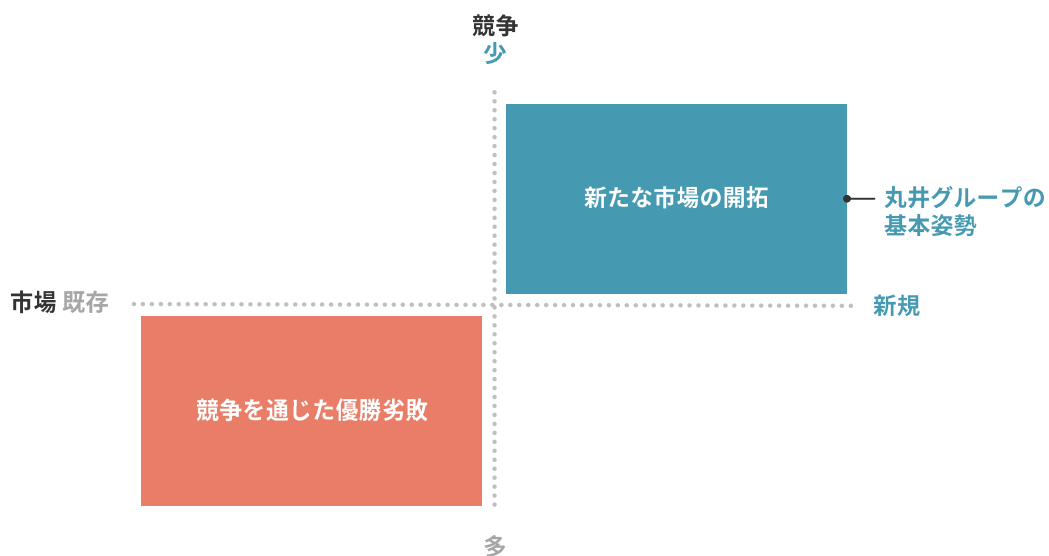 競争
少
新たな市場の開拓
丸井グループの
基本姿勢
市場 既存
新規
競争を通じた優勝劣敗
多